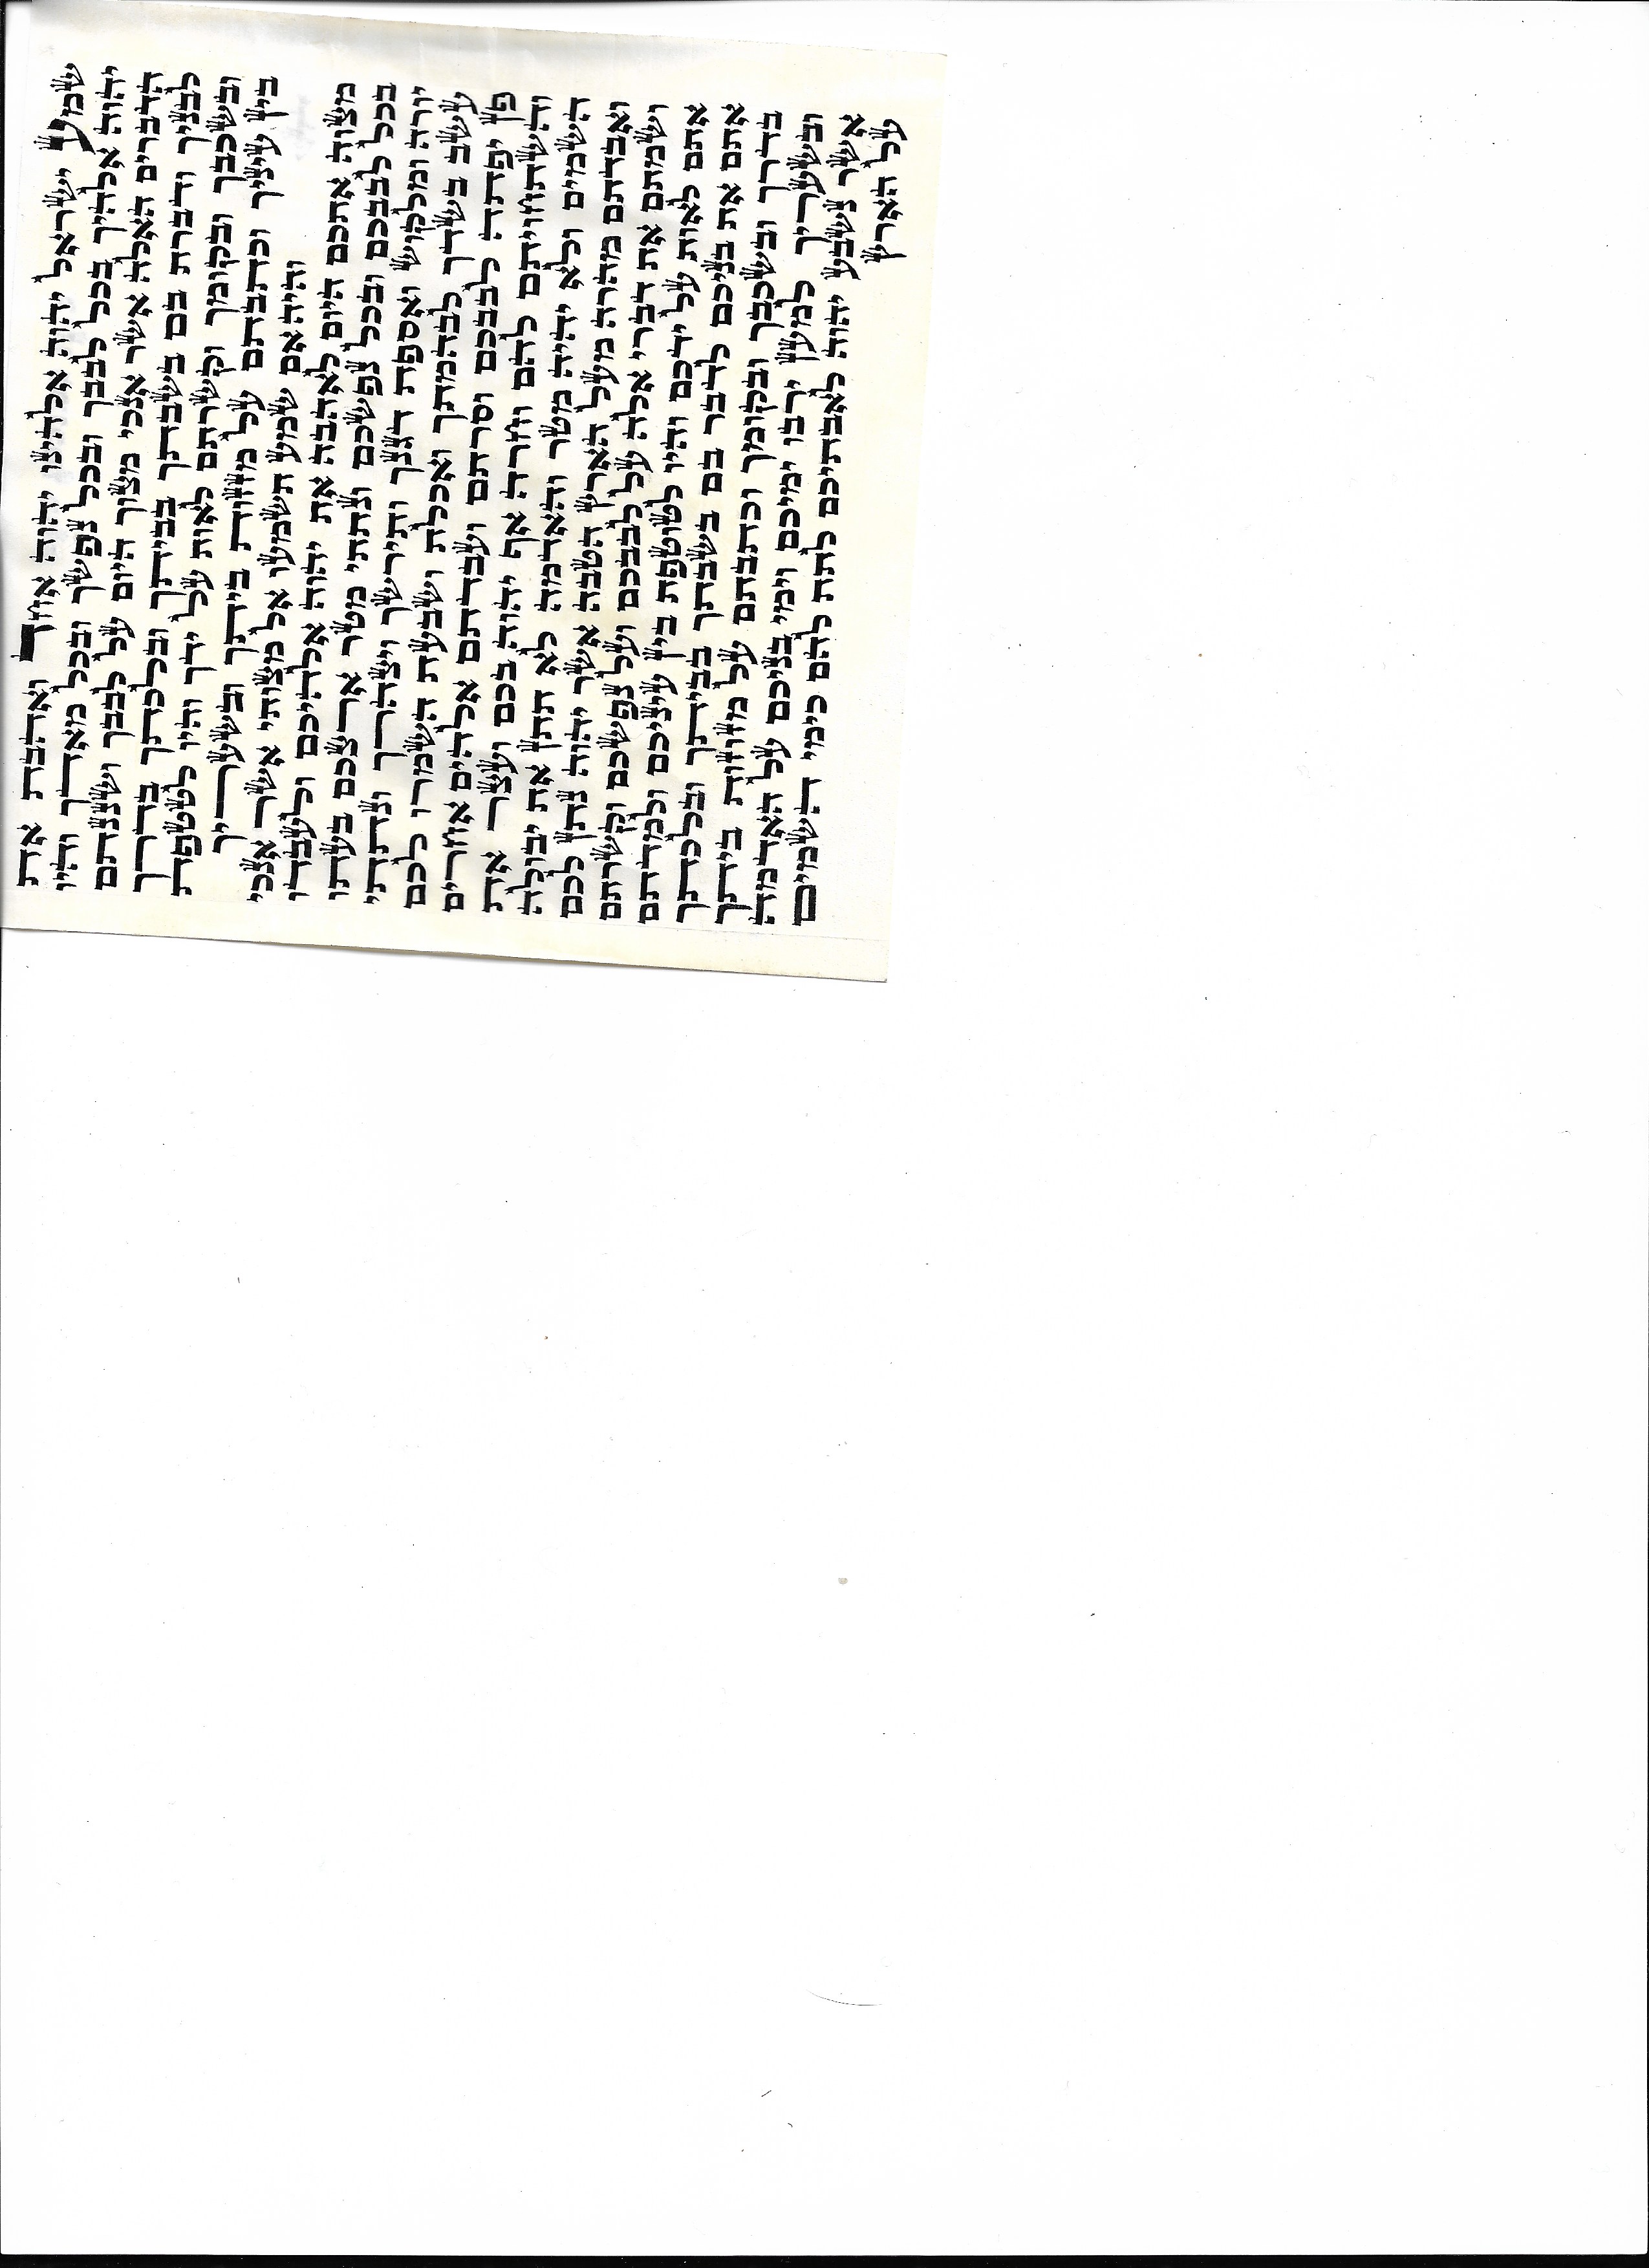 שמע ישראל יהוה אלהינו יהוה אחד ואהבת את
יהוה אלהיך בכל לבבך ובכל נפשך ובכל מאדך והיו
הדברים האלה אשר אנכי מצוך היום על לבבך ושננתם
לבניך ודברת בם בשבתך בביתך ובלכתך בדרך
ובשכבך ובקומך וקשרתם לאות על ידך והיו לטטפת
בין עיניך וכתבתם על מזזות ביתך ובשעריך
והיה אם שמע תשמעו אל מצותי אשר אנכי
מצוה אתכם היום לאהבה את יהוה אלהיכם ולעבדו
בכל לבבכם ובכל נפשכם ונתתי מטר ארצכם בעתו
יורה ומלקוש ואספת דגנך ותירשך ויצהרך ונתתי
עשב בשדך לבהמתך ואכלת ושבעת השמרו לכם
פן יפתה לבבכם וסרתם ועבדתם אלהים אחרים
והשתחויתם להם וחרה אף יהוה בכם ועצר את
השמים ולא יהיה מטר והאדמה לא תתן את יבולה
ואבדתם מהרה מעל הארץ הטבה אשר יהוה נתן לכם
ושמתם את דברי אלה על לבבכם ועל נפשכם וקשרתם
אתם לאות על ידכם והיו לטוטפת בין עיניכם ולמדתם
אתם את בניכם לדבר בם בשבתך בביתך ובלכתך
בדרך ובשכבך ובקומך וכתבתם על מזוזות ביתך
ובשעריך למען ירבו ימיכם וימי בניכם על האדמה
אשר נשבע יהוה לאבתיכם לתת להם כימי השמים
על הארץ